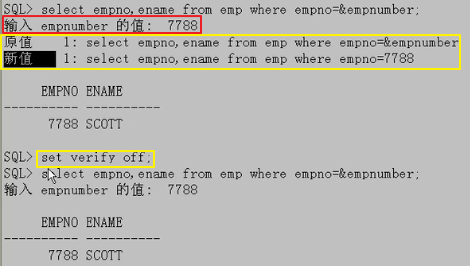 SQL> select empno,ename from emp where empno=&empnumber;
输入 empnumber 的值:  7788
原值    1: select empno,ename from emp where empno=&empnumber
新值    1: select empno,ename from emp where empno=7788
EMPNO ENAME
---------- ----------
7788 SCOTT
SQL> set verify off;
SQL> select empno,ename from emp where empno=&empnumber;
输入 empnumber 的值:  7788
EMPNO ENAME
---------- ----------
7788 SCOTT